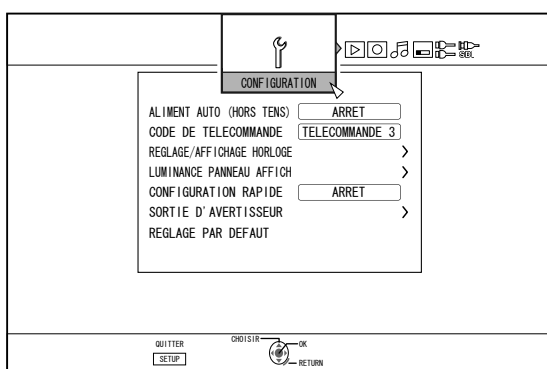 CONFIGURATION
ALIMENT AUTO (HORS TENS) ARRET
CODE DE TELECOMMANDE TELECOMMANDE 3
REGLAGE/AFFICHAGE HORLOGE
LUMINANCE PANNEAU AFFICH
CONFIGURATION RAPIDE ARRET
SORTIE D'AVERTISSEUR
REGLAGE PAR DEFAUT
QUITTER
SETUP
CHOISIR
OK
RETURN